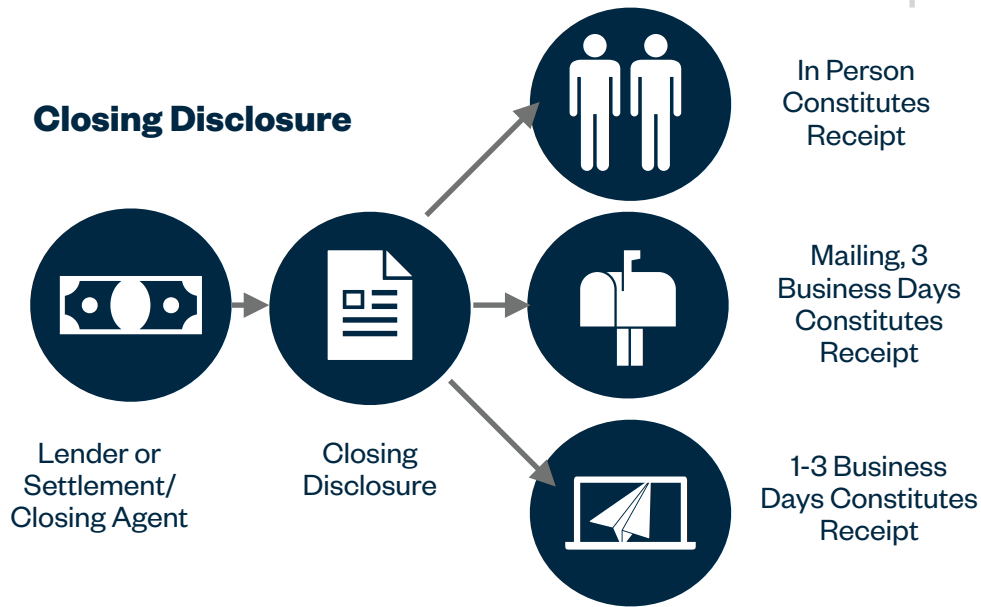 Closing Disclosure
In Person
Constitutes
Receipt
Mailing, 3
Business Days
Constitutes
Receipt
Lender or
Settlement/
Closing Agent
Closing
Disclosure
1-3 Business
Days Constitutes
Receipt